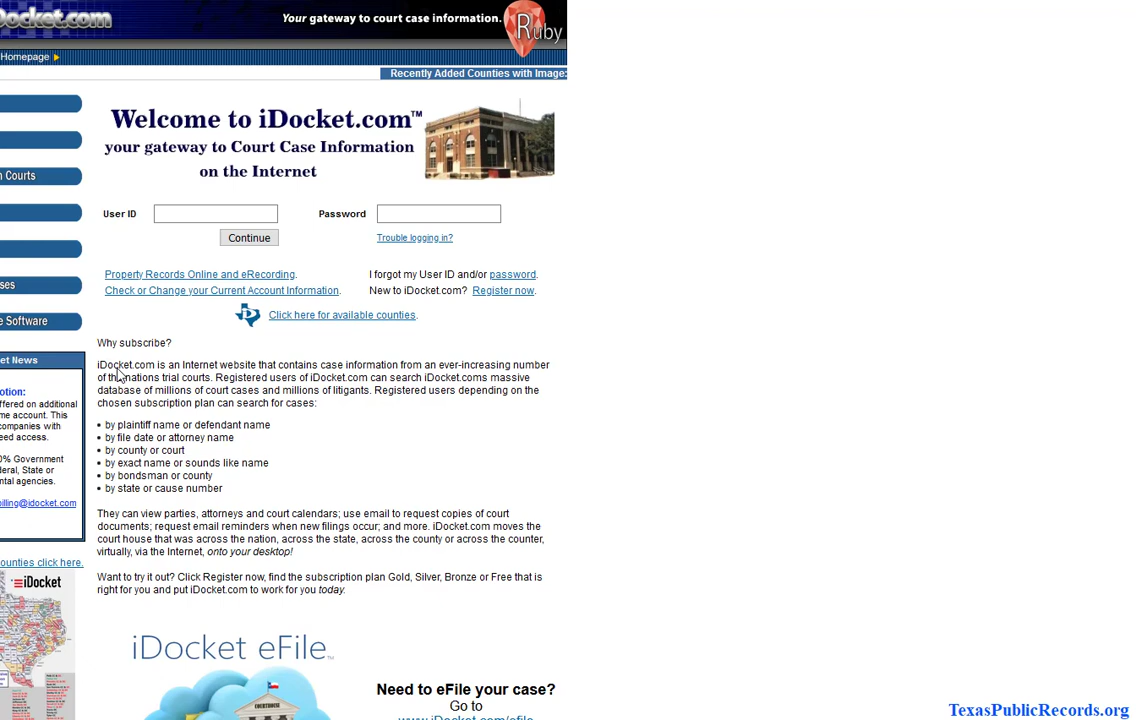 Docket.com
Your gateway to court case information.
Ruby
Homepage
Recently Added Counties with Image:
Welcome to iDocket.com™
your gateway to Court Case Information
on the Internet
User ID
Password
Continue
Trouble logging in?
Property Records Online and eRecording.
I forgot my User ID and/or password.
Check or Change your Current Account Information.
New to iDocket.com? Register now.
Click here for available counties.
Courts
ses
e Software
et News
otion:
ffered on additional
me account. This
companies with
eed access.
0% Government
deral, State or
ntal agencies.
billing@idocket.com
ounties click here.
iDocket
Why subscribe?
iDocket.com is an Internet website that contains case information from an ever-increasing number
of the nations trial courts. Registered users of iDocket.com can search iDocket.coms massive
database of millions of court cases and millions of litigants. Registered users depending on the
chosen subscription plan can search for cases:
• by plaintiff name or defendant name
• by file date or attorney name
• by county or court
• by exact name or sounds like name
• by bondsman or county
• by state or cause number
They can view parties, attorneys and court calendars; use email to request copies of court
documents; request email reminders when new filings occur; and more. iDocket.com moves the
court house that was across the nation, across the state, across the county or across the counter,
virtually, via the Internet, onto your desktop!
Want to try it out? Click Register now, find the subscription plan Gold, Silver, Bronze or Free that is
right for you and put iDocket.com to work for you today.
iDocket eFile™
COURTHOUSE
Need to eFile your case?
Go to
www.iDocket.com/efile
TexasPublicRecords.org